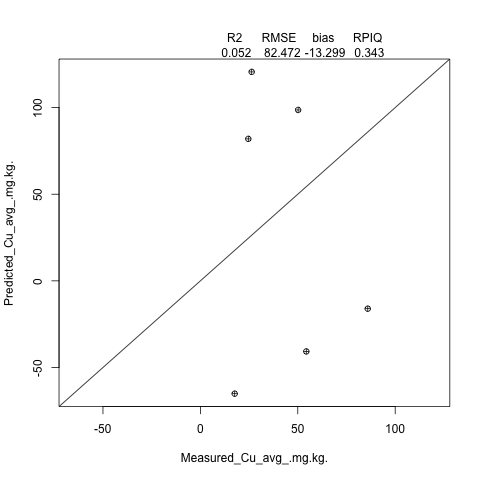 R2 RMSE bias RPIQ
0.052 82.472 -13.299 0.343
100
50
0
-50
Predicted_Cu_avg_.mg.kg.
-50 0 50 100
Measured_Cu_avg_.mg.kg.